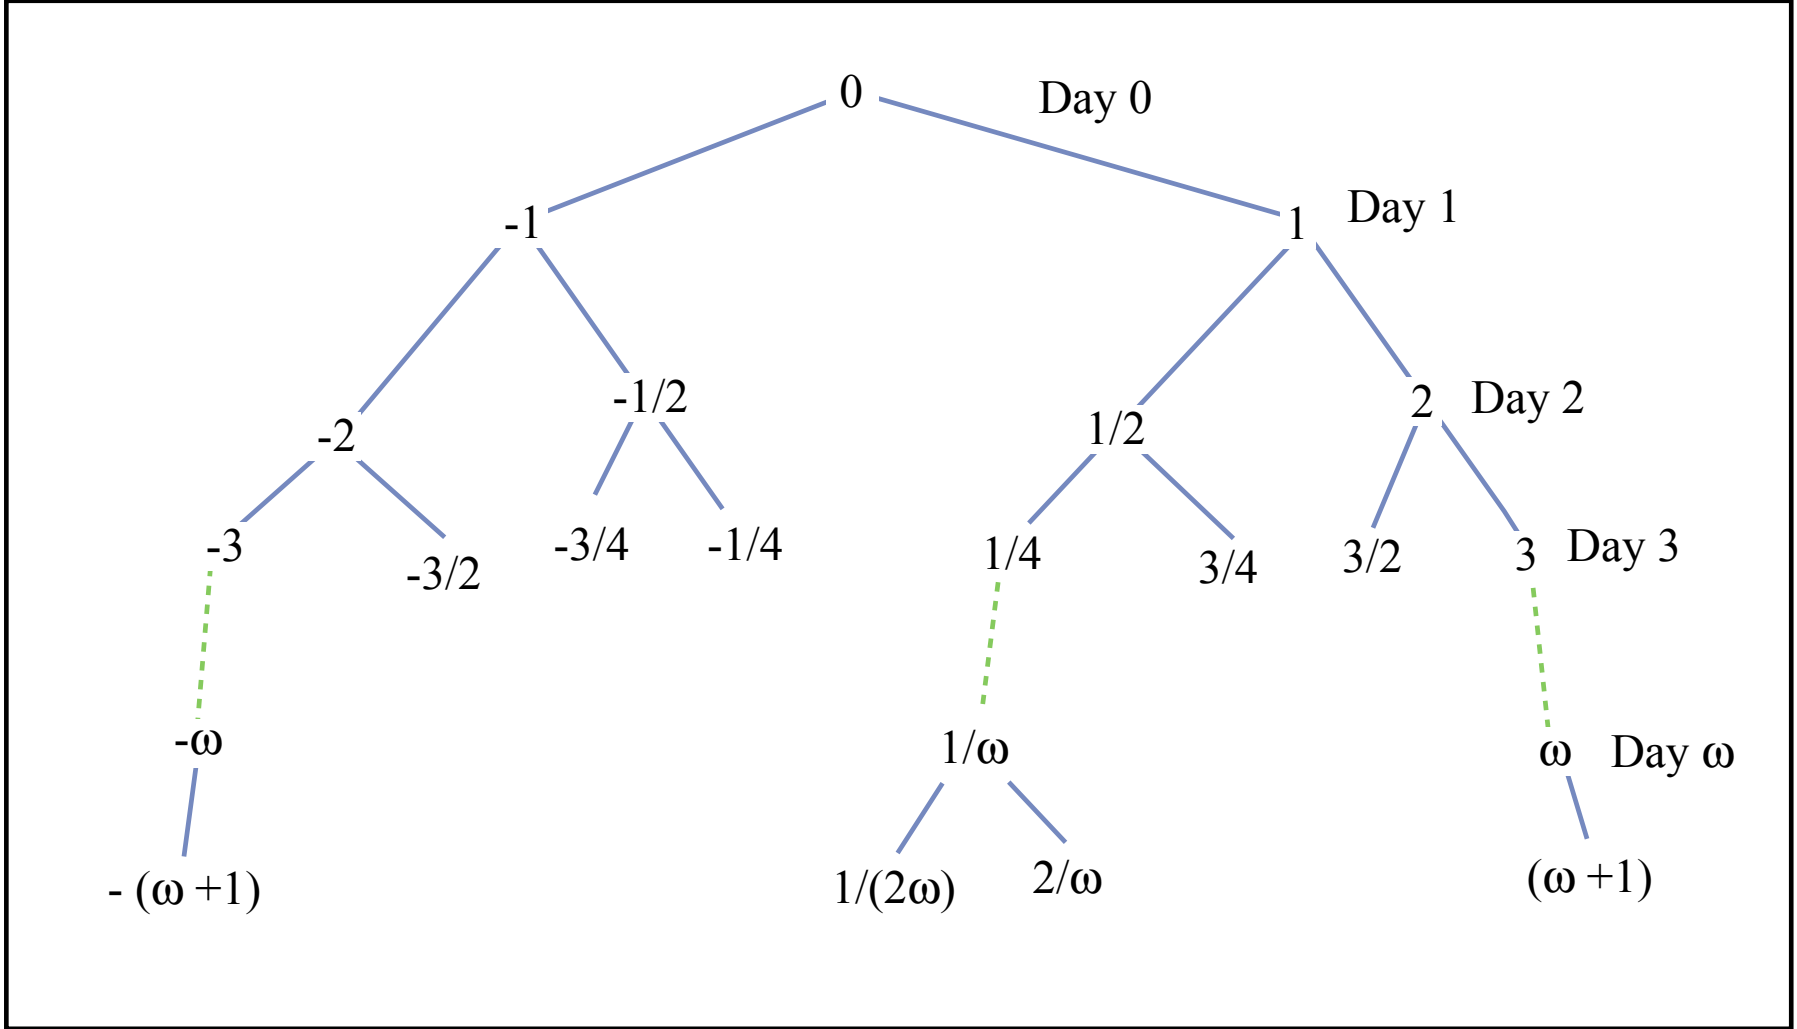 0 Day 0
-1 1 Day 1
-2 -1/2 1/2 2 Day 2
-3 -3/2 -3/4 -1/4 1/4 3/4 3/2 3 Day 3
-ω 1/ω ω Day ω
- (ω +1) 1/(2ω) 2/ω (ω +1)